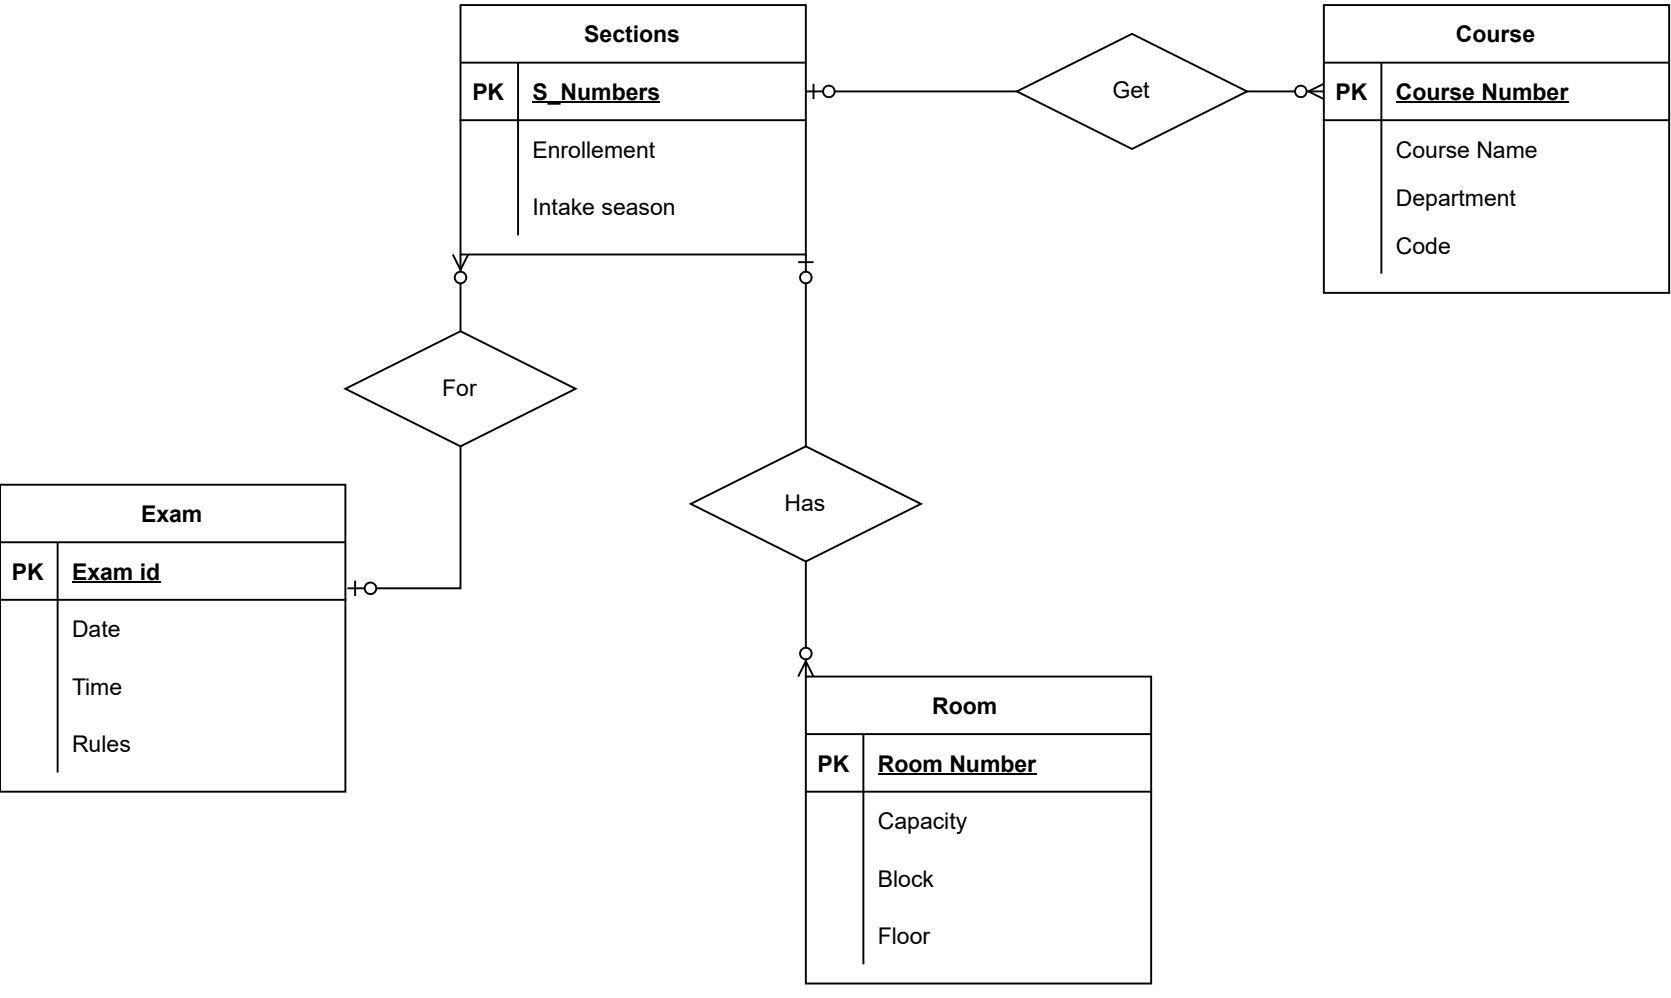 Sections
PK S_Numbers
Enrollement
Intake season
Get
Course
PK Course Number
Course Name
Department
Code
For
Has
Exam
PK Exam id
Date
Time
Rules
Room
PK Room Number
Capacity
Block
Floor